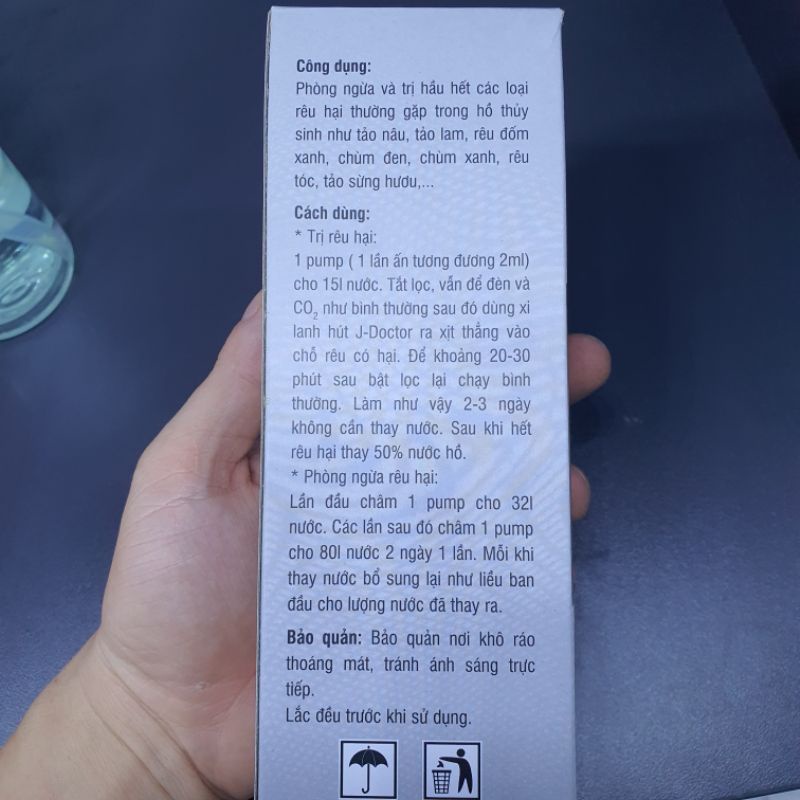 Công dụng:
Phòng ngừa và trị hầu hết các loại
rêu hại thường gặp trong hồ thủy
sinh như tảo nâu, tảo lam, rêu đốm
xanh, chùm đen, chùm xanh, rêu
tóc, tảo sừng hươu,...
Cách dùng:
* Trị rêu hại:
1 pump ( 1 lần ấn tương đương 2ml)
cho 15l nước. Tắt lọc, vẫn để đèn và
CO₂ như bình thường sau đó dùng xi
lanh hút J-Doctor ra xịt thẳng vào
chỗ rêu có hại. Để khoảng 20-30
phút sau bật lọc lại chạy bình
thường. Làm như vậy 2-3 ngày
không cần thay nước. Sau khi hết
rêu hại thay 50% nước hồ.
* Phòng ngừa rêu hại:
Lần đầu châm 1 pump cho 32l
nước. Các lần sau đó châm 1 pump
cho 80l nước 2 ngày 1 lần. Mỗi khi
thay nước bổ sung lại như liều ban
đầu cho lượng nước đã thay ra.
Bảo quản: Bảo quản nơi khô ráo
thoáng mát, tránh ánh sáng trực
tiếp.
Lắc đều trước khi sử dụng.